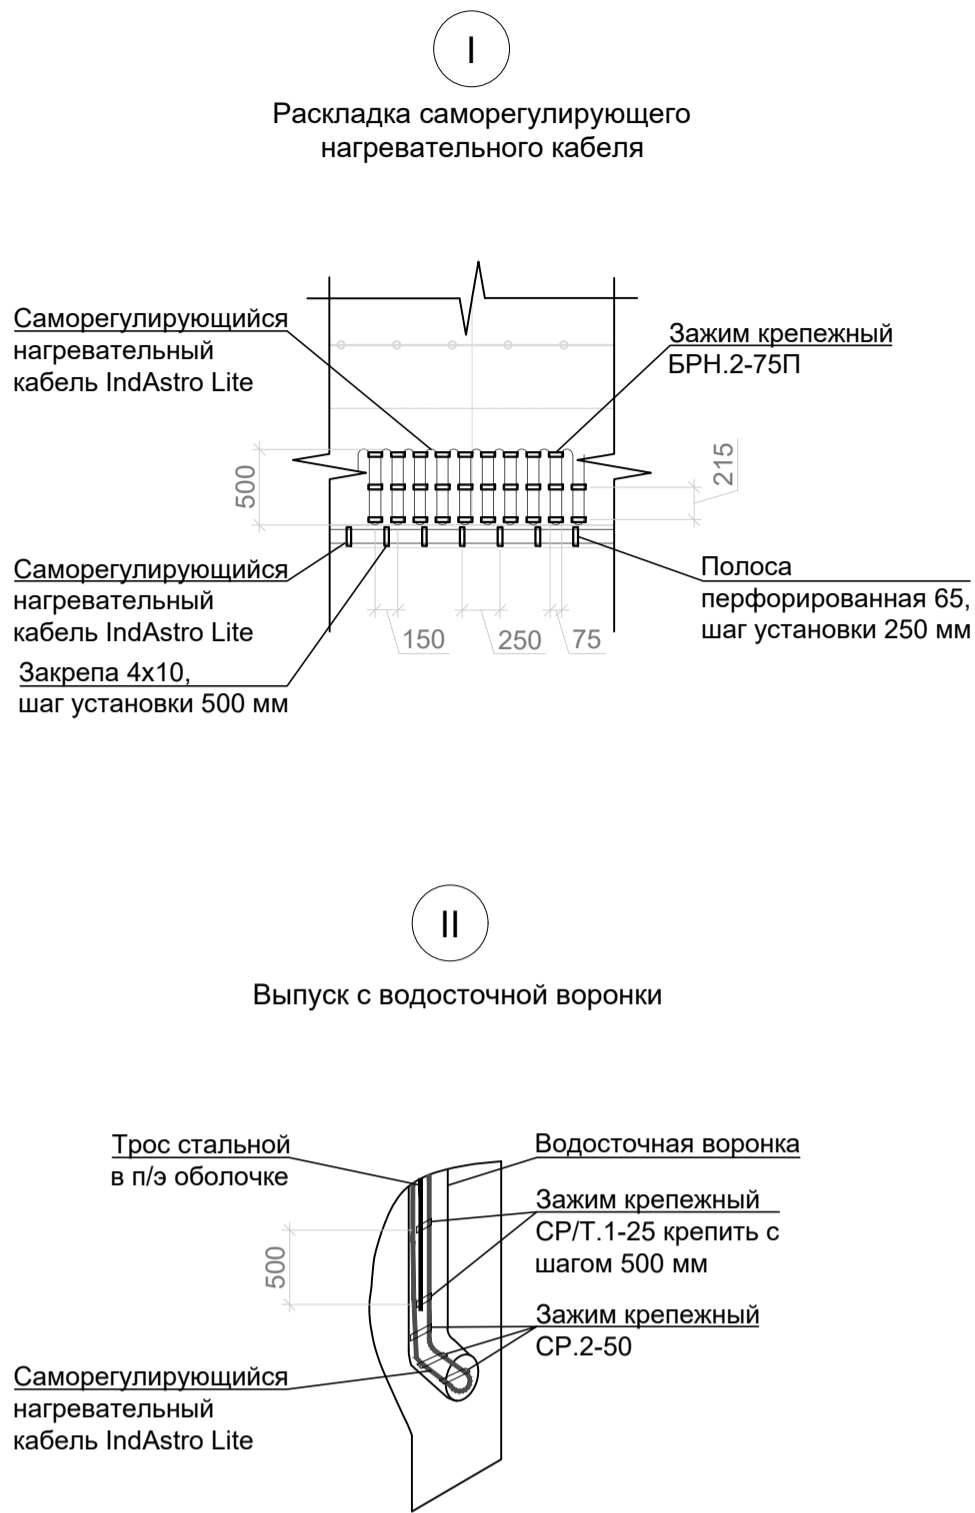 I
Раскладка саморегулирующего
нагревательного кабеля
Саморегулирующийся
нагревательный
кабель IndAstro Lite
Зажим крепежный
БРН.2-75П
500
215
Саморегулирующийся
нагревательный
кабель IndAstro Lite
Полоса
перфорированная 65,
шаг установки 250 мм
150
250
75
Закрепа 4х10,
шаг установки 500 мм
II
Выпуск с водосточной воронки
Трос стальной
в п/э оболочке
Водосточная воронка
Зажим крепежный
СР/Т.1-25 крепить с
шагом 500 мм
500
Зажим крепежный
СР.2-50
Саморегулирующийся
нагревательный
кабель IndAstro Lite